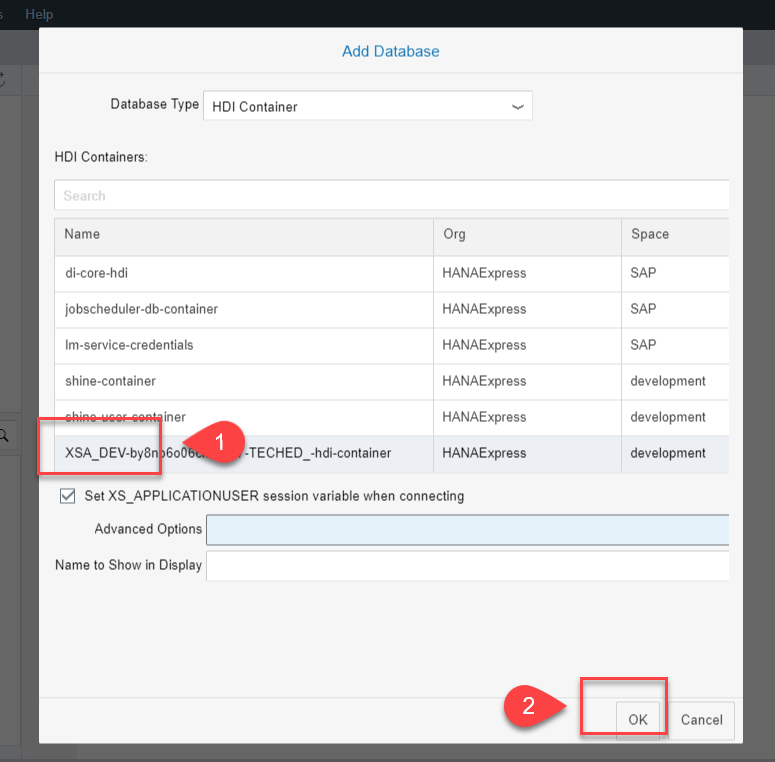 s Help
Add Database
Database Type HDI Container
HDI Containers:
Search
Name Org Space
di-core-hdi HANAExpress SAP
jobscheduler-db-container HANAExpress SAP
lm-service-credentials HANAExpress SAP
shine-container HANAExpress development
shine-user-container HANAExpress development
1
-TECHED_-hdi-container HANAExpress development
Set XS_APPLICATIONUSER session variable when connecting
Advanced Options
Name to Show in Display
2
OK Cancel